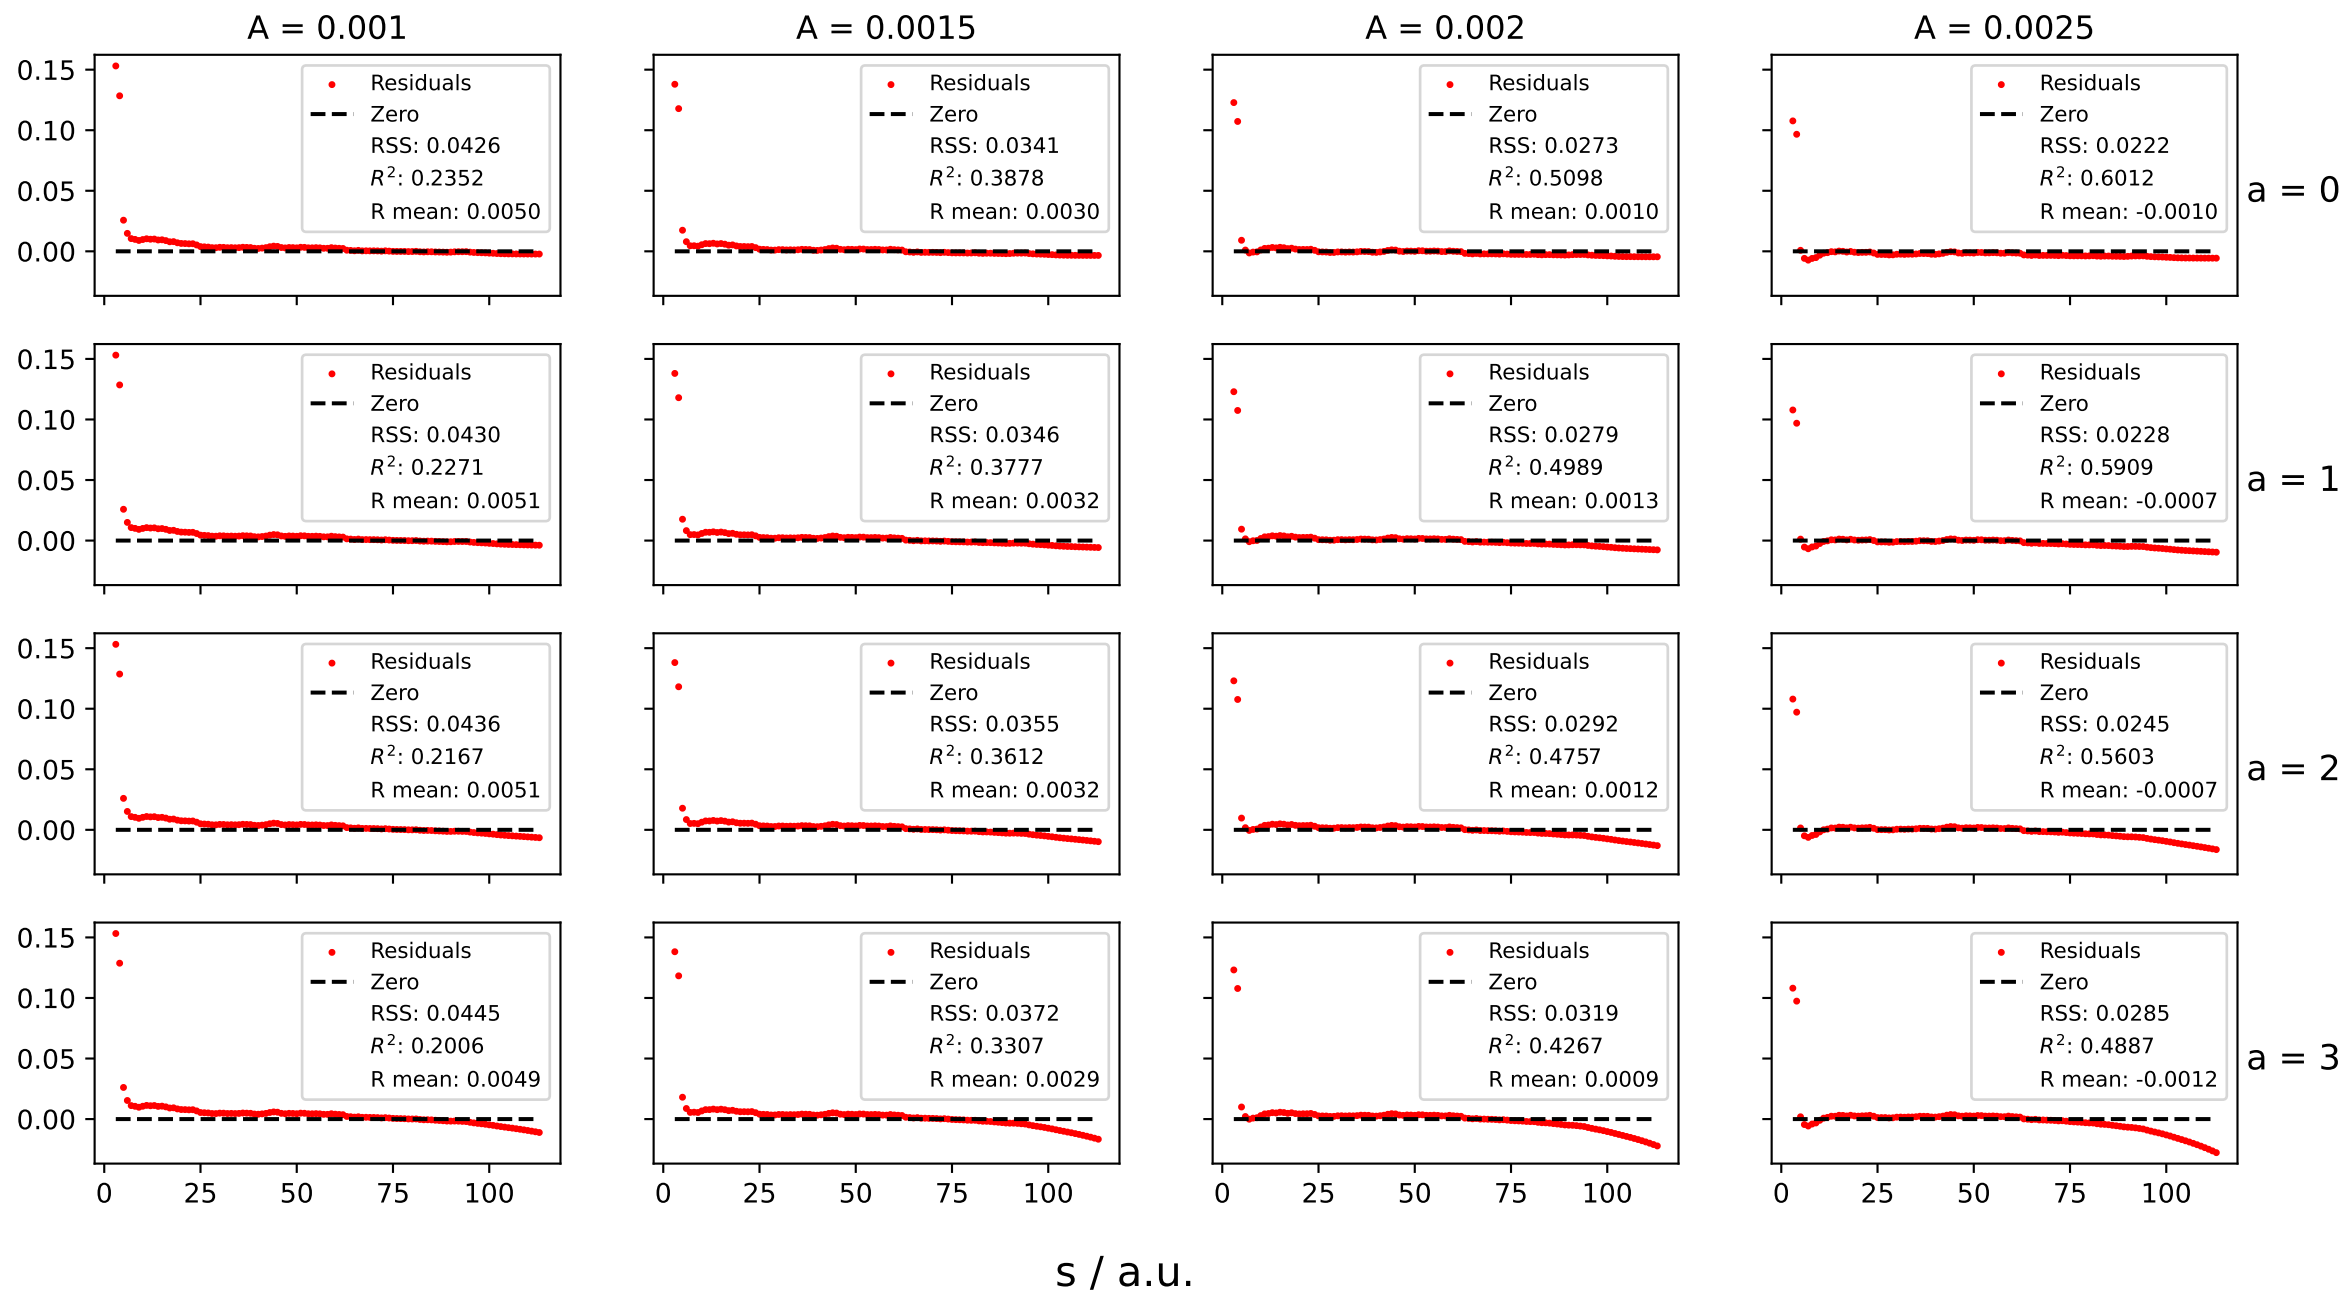 A = 0.001
A = 0.0015
A = 0.002
A = 0.0025
0.15
0.10
0.05
0.00
Residuals
Zero
RSS: 0.0426
R²: 0.2352
R mean: 0.0050
Residuals
Zero
RSS: 0.0341
R²: 0.3878
R mean: 0.0030
Residuals
Zero
RSS: 0.0273
R²: 0.5098
R mean: 0.0010
Residuals
Zero
RSS: 0.0222
R²: 0.6012
R mean: -0.0010
a = 0
0.15
0.10
0.05
0.00
Residuals
Zero
RSS: 0.0430
R²: 0.2271
R mean: 0.0051
Residuals
Zero
RSS: 0.0346
R²: 0.3777
R mean: 0.0032
Residuals
Zero
RSS: 0.0279
R²: 0.4989
R mean: 0.0013
Residuals
Zero
RSS: 0.0228
R²: 0.5909
R mean: -0.0007
a = 1
0.15
0.10
0.05
0.00
Residuals
Zero
RSS: 0.0436
R²: 0.2167
R mean: 0.0051
Residuals
Zero
RSS: 0.0355
R²: 0.3612
R mean: 0.0032
Residuals
Zero
RSS: 0.0292
R²: 0.4757
R mean: 0.0012
Residuals
Zero
RSS: 0.0245
R²: 0.5603
R mean: -0.0007
a = 2
0.15
0.10
0.05
0.00
Residuals
Zero
RSS: 0.0445
R²: 0.2006
R mean: 0.0049
Residuals
Zero
RSS: 0.0372
R²: 0.3307
R mean: 0.0029
Residuals
Zero
RSS: 0.0319
R²: 0.4267
R mean: 0.0009
Residuals
Zero
RSS: 0.0285
R²: 0.4887
R mean: -0.0012
a = 3
0 25 50 75 100
0 25 50 75 100
0 25 50 75 100
0 25 50 75 100
s / a.u.